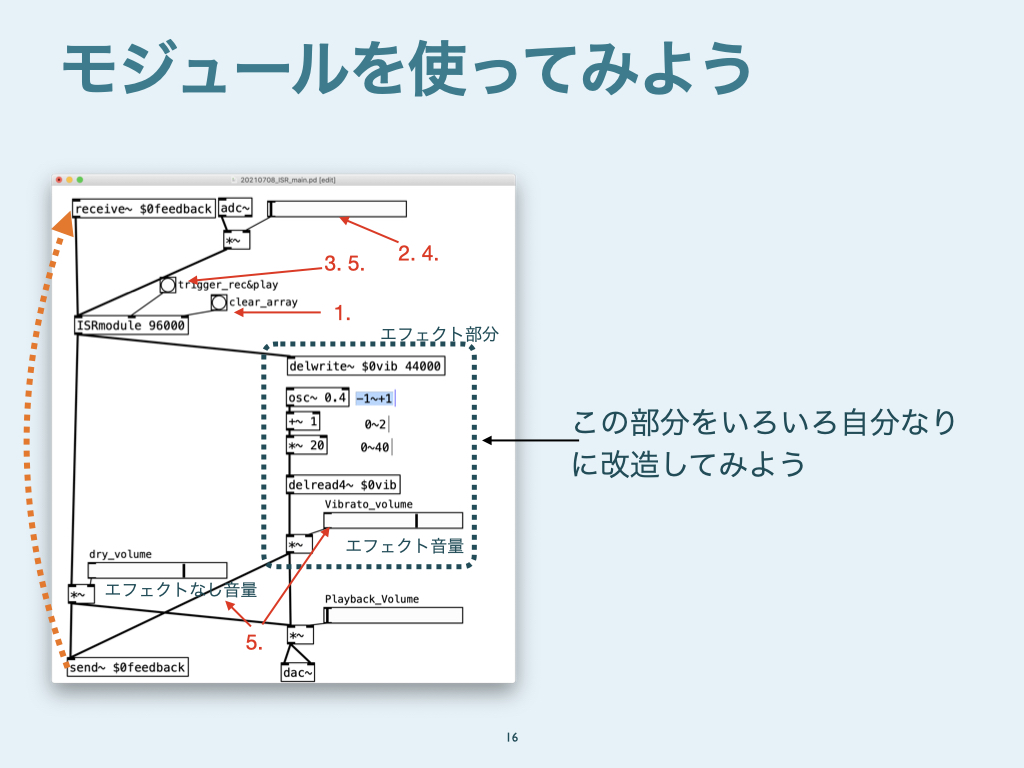 モジュールを使ってみよう
20210708_ISR_main.pd [edit]
receive~ $0feedback
adc~
*~
2. 4.
3. 5.
trigger_rec&play
clear_array
1.
ISRmodule 96000
エフェクト部分
delwrite~ $0vib 44000
osc~ 0.4
-1~+1
+~ 1
0~2
*~ 20
0~40
この部分をいろいろ自分なり
に改造してみよう
delread4~ $0vib
Vibrato_volume
*~
エフェクト音量
dry_volume
*~
エフェクトなし音量
Playback_Volume
*~
5.
send~ $0feedback
dac~
16